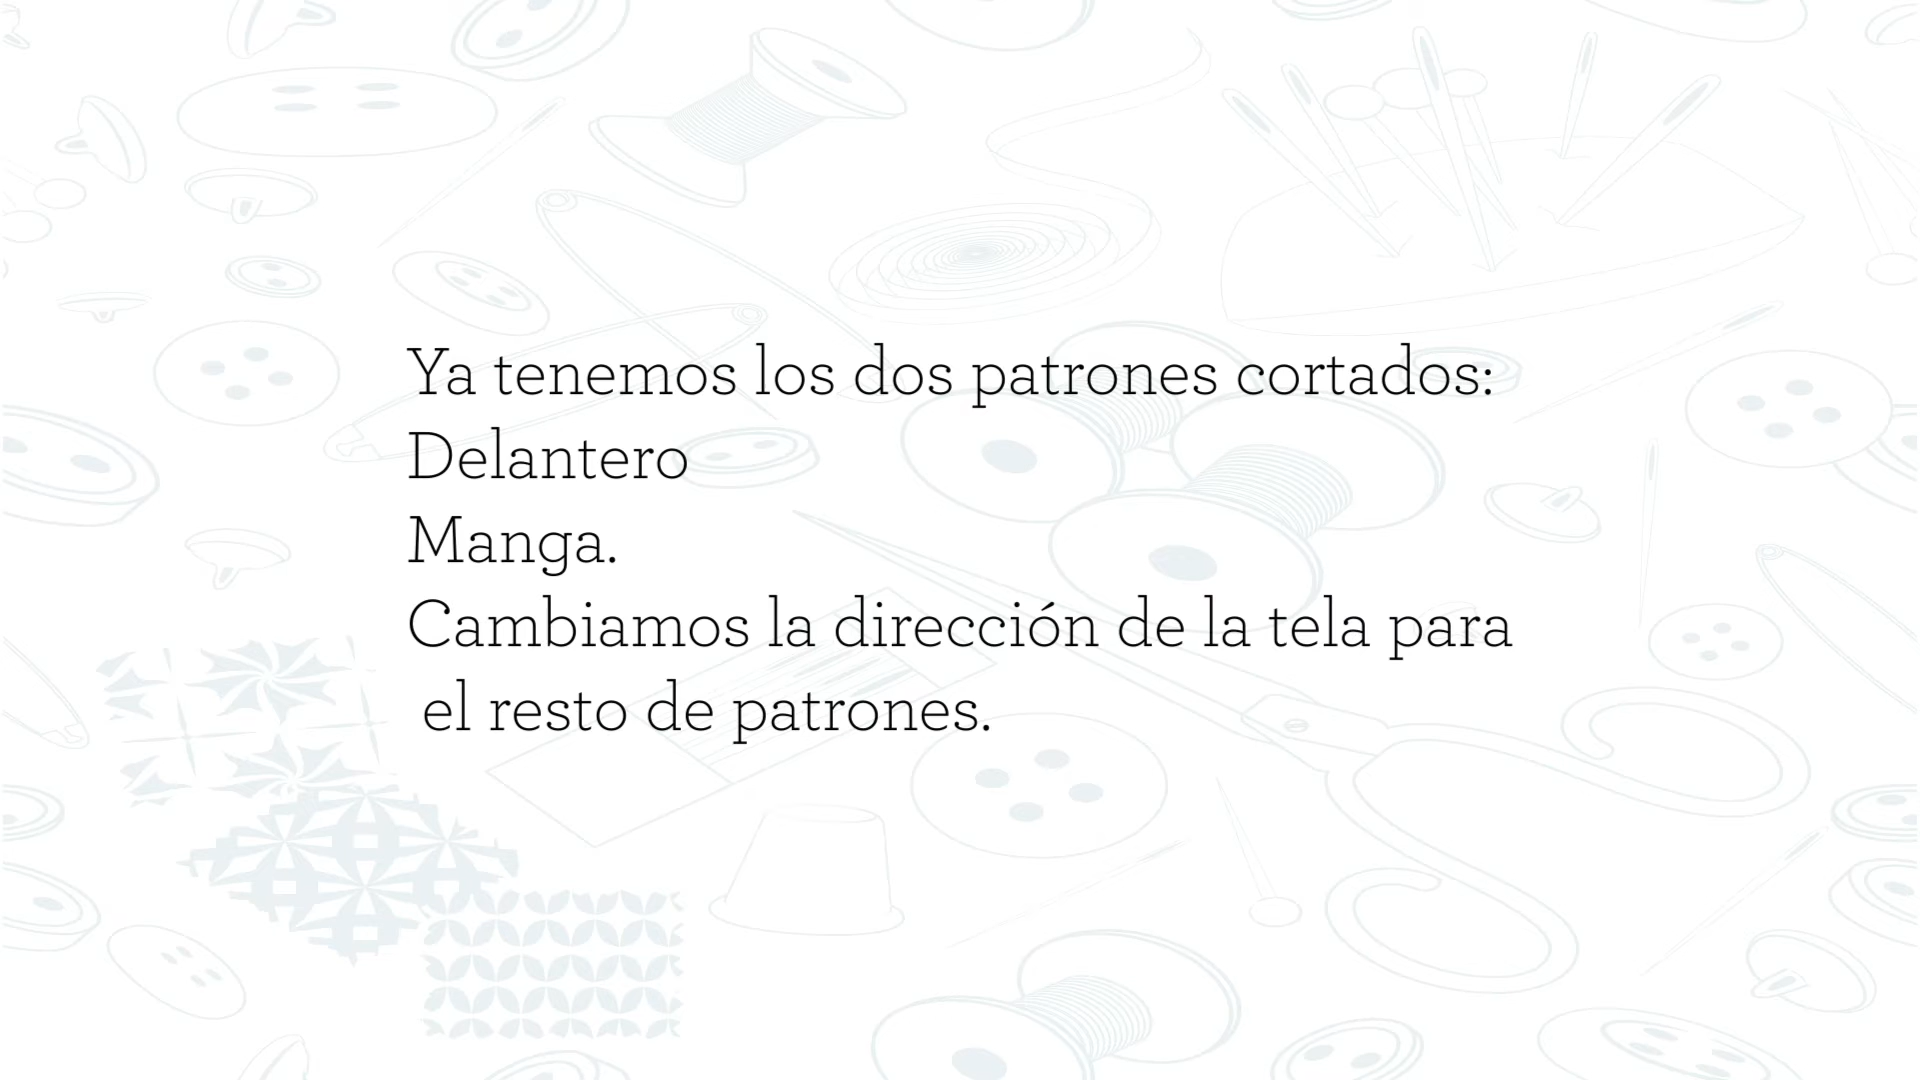 Ya tenemos los dos patrones cortados:
Delantero
Manga.
Cambiamos la dirección de la tela para
el resto de patrones.